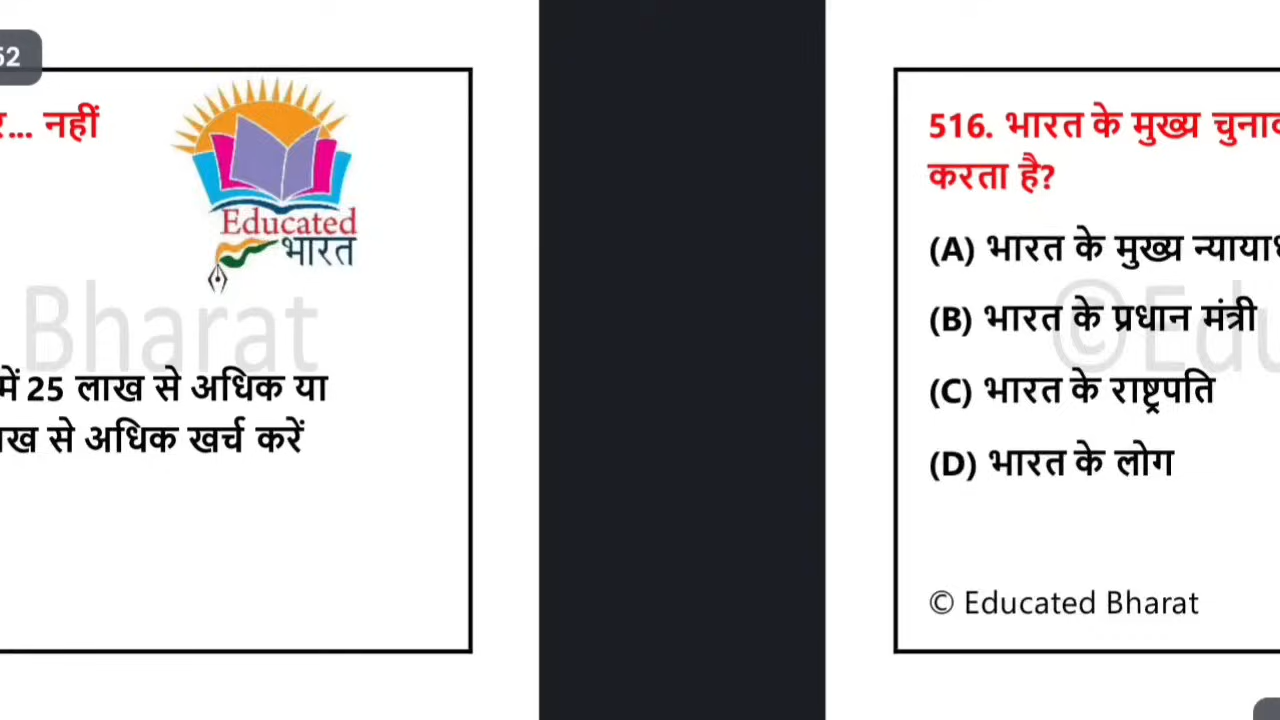 52
नहीं
Educated
भारत
Bharat
में 25 लाख से अधिक या
से अधिक खर्च करें
516. भारत के मुख्य
करता है?
(A) भारत के मुख्य
(B) भारत के प्रधान मंत्री
(C) भारत के राष्ट्रपति
(D) भारत के लोग
© Educated Bharat